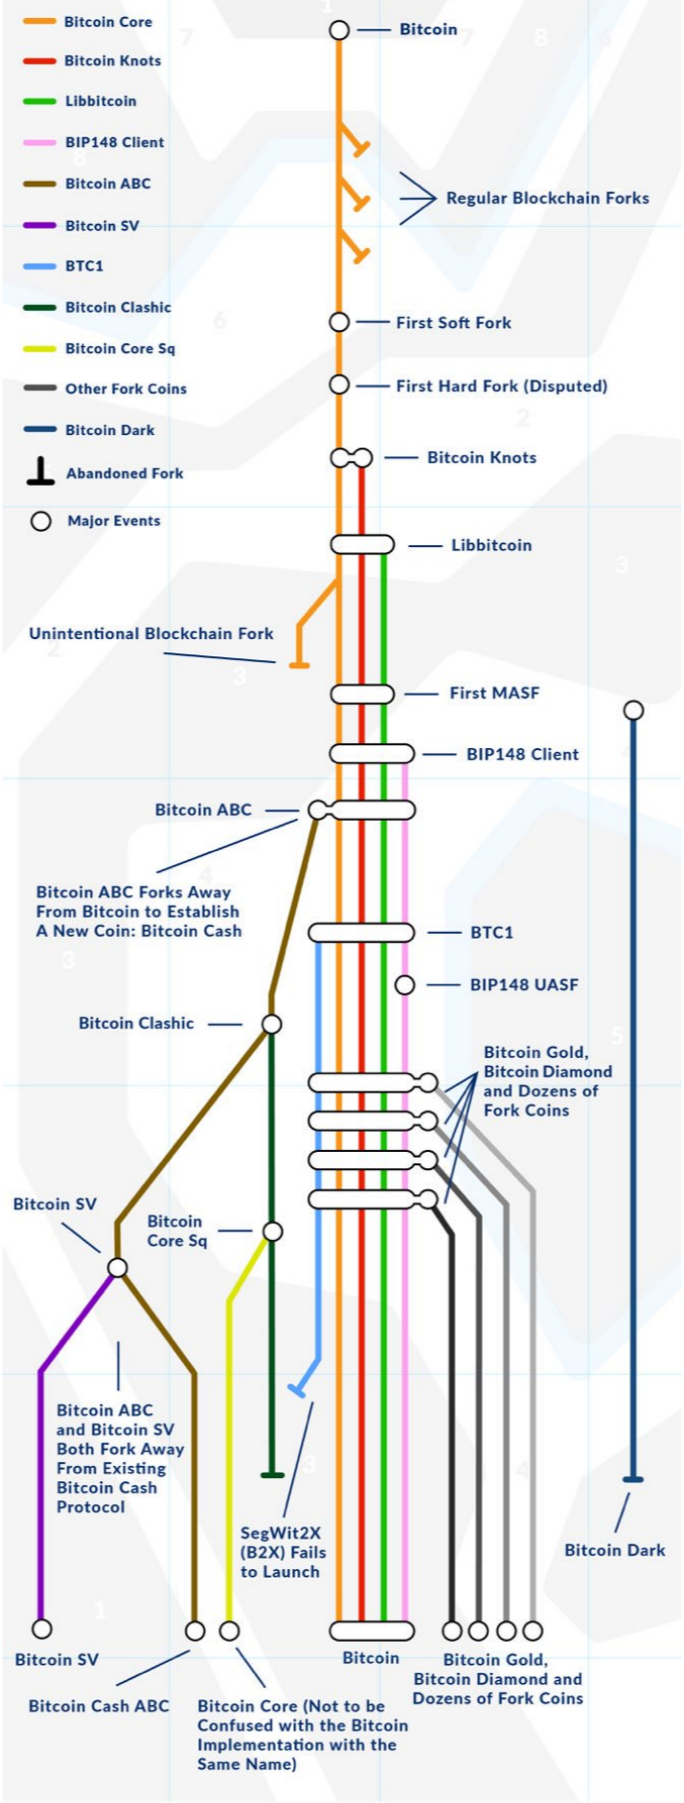 Bitcoin Core
Bitcoin Knots
Libbitcoin
BIP148 Client
Bitcoin ABC
Bitcoin SV
BTC1
Bitcoin Clashic
Bitcoin Core Sq
Other Fork Coins
Bitcoin Dark
Abandoned Fork
Major Events
Bitcoin
Regular Blockchain Forks
First Soft Fork
First Hard Fork (Disputed)
Bitcoin Knots
Libbitcoin
Unintentional Blockchain Fork
First MASF
BIP148 Client
Bitcoin ABC
Bitcoin ABC Forks Away
From Bitcoin to Establish
A New Coin: Bitcoin Cash
BTC1
BIP148 UASF
Bitcoin Clashic
Bitcoin Gold,
Bitcoin Diamond
and Dozens of
Fork Coins
Bitcoin SV
Bitcoin
Core Sq
Bitcoin ABC
and Bitcoin SV
Both Fork Away
From Existing
Bitcoin Cash
Protocol
SegWit2X
(B2X) Fails
to Launch
Bitcoin Dark
Bitcoin SV
Bitcoin Cash ABC
Bitcoin Core (Not to be
Confused with the Bitcoin
Implementation with the
Same Name)
Bitcoin
Bitcoin Gold,
Bitcoin Diamond and
Dozens of Fork Coins